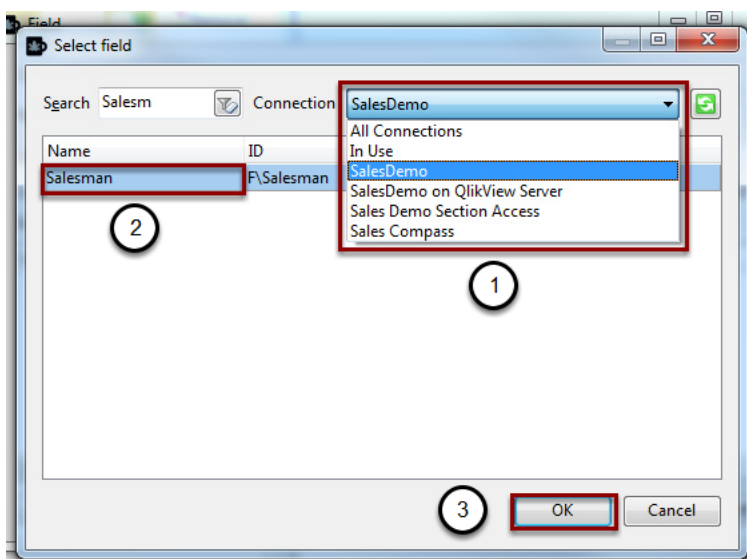 Field
Select field
Search Salesm Connection SalesDemo
All Connections
Name ID In Use
Salesman F\Salesman SalesDemo
SalesDemo on QlikView Server
2 Sales Demo Section Access
Sales Compass
1
3 OK Cancel